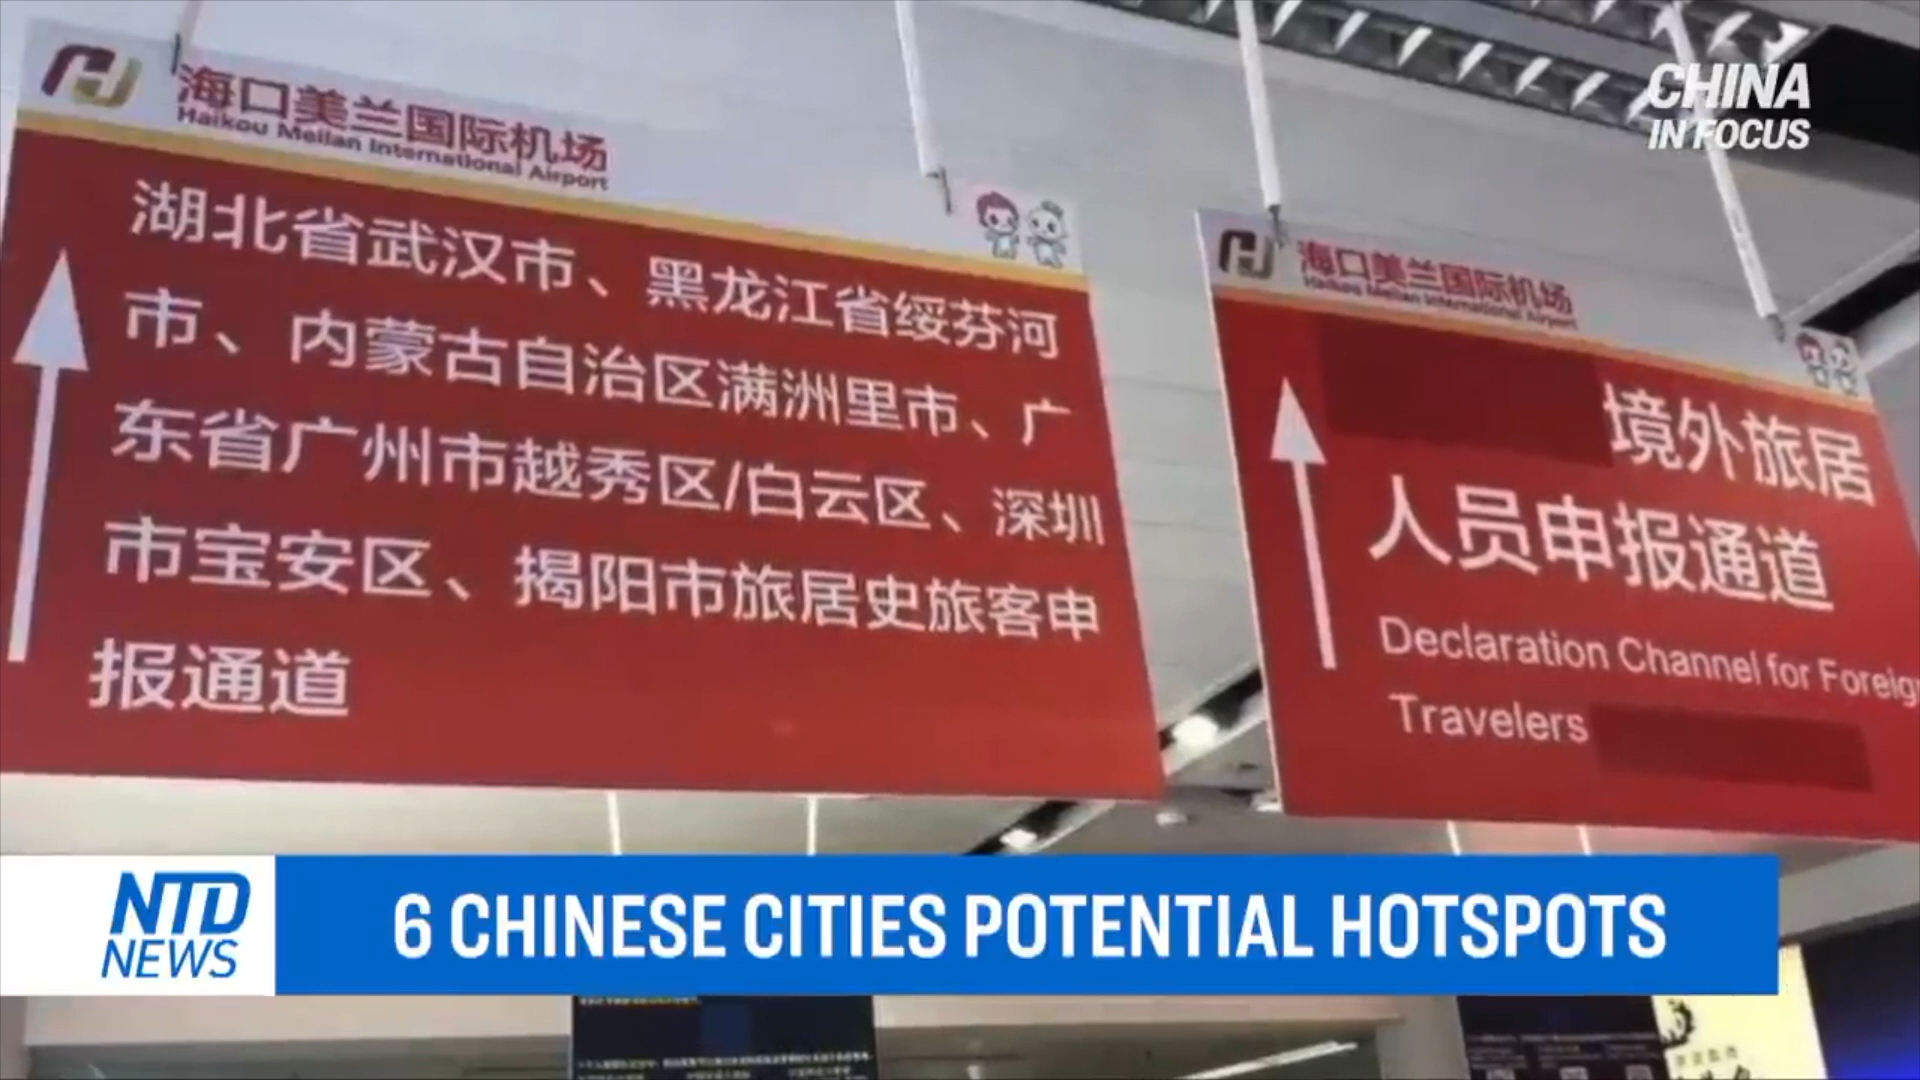 CHINA
IN FOCUS
海口美兰国际机场
Haikou Meilan International Airport
湖北省武汉市、黑龙江省绥芬河
市、内蒙古自治区满洲里市、广
东省广州市越秀区/白云区、深圳
市宝安区、揭阳市旅居史旅客申
报通道
海口美兰国际机场
Haikou Meilan International Airport
境外旅居
人员申报通道
Declaration Channel for Foreig
Travelers
NTD
NEWS
6 CHINESE CITIES POTENTIAL HOTSPOTS